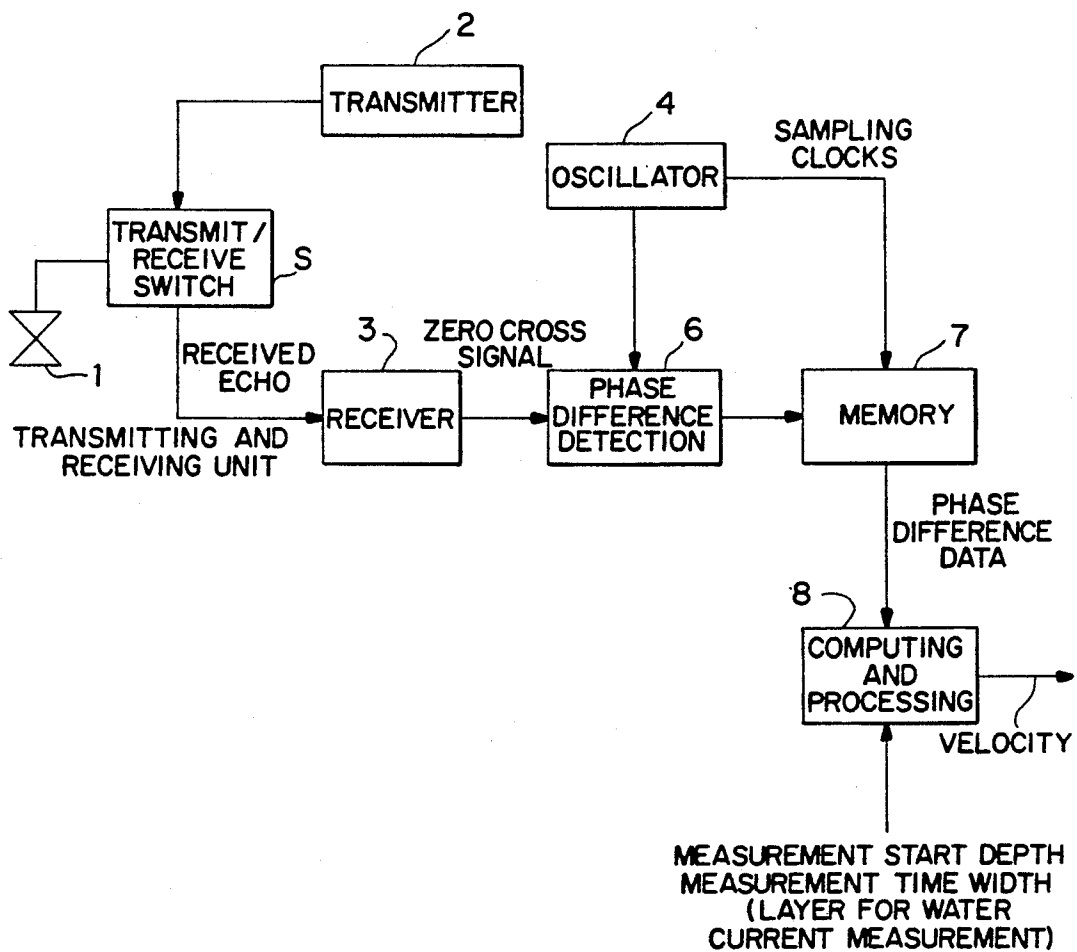 2
TRANSMITTER
4
OSCILLATOR
SAMPLING
CLOCKS
TRANSMIT/
RECEIVE
SWITCH
S
1
RECEIVED
ECHO
TRANSMITTING AND
RECEIVING UNIT
3
RECEIVER
ZERO CROSS
SIGNAL
6
PHASE
DIFFERENCE
DETECTION
7
MEMORY
PHASE
DIFFERENCE
DATA
8
COMPUTING
AND
PROCESSING
VELOCITY
MEASUREMENT START DEPTH
MEASUREMENT TIME WIDTH
(LAYER FOR WATER
CURRENT MEASUREMENT)